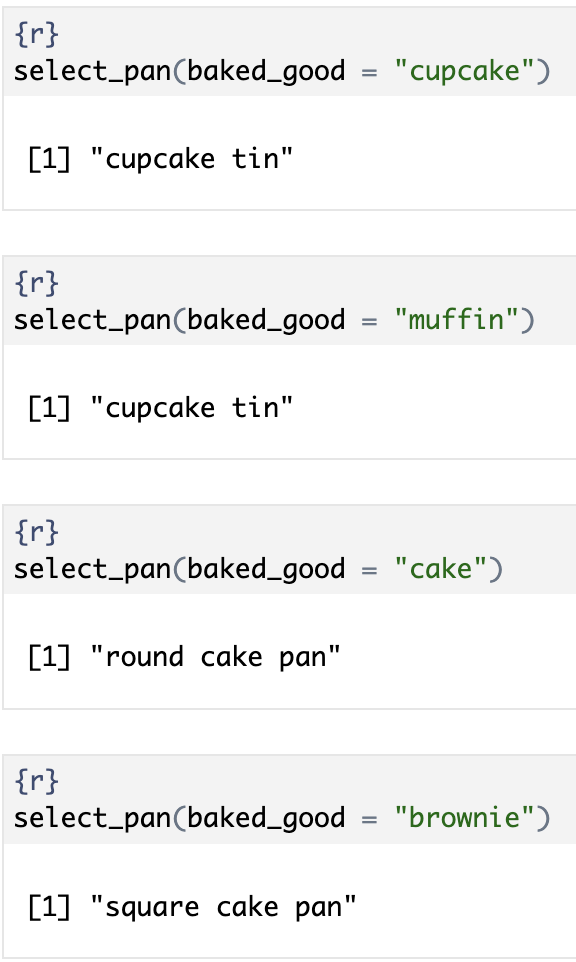 {r}
select_pan(baked_good = "cupcake")
[1] "cupcake tin"
{r}
select_pan(baked_good = "muffin")
[1] "cupcake tin"
{r}
select_pan(baked_good = "cake")
[1] "round cake pan"
{r}
select_pan(baked_good = "brownie")
[1] "square cake pan"